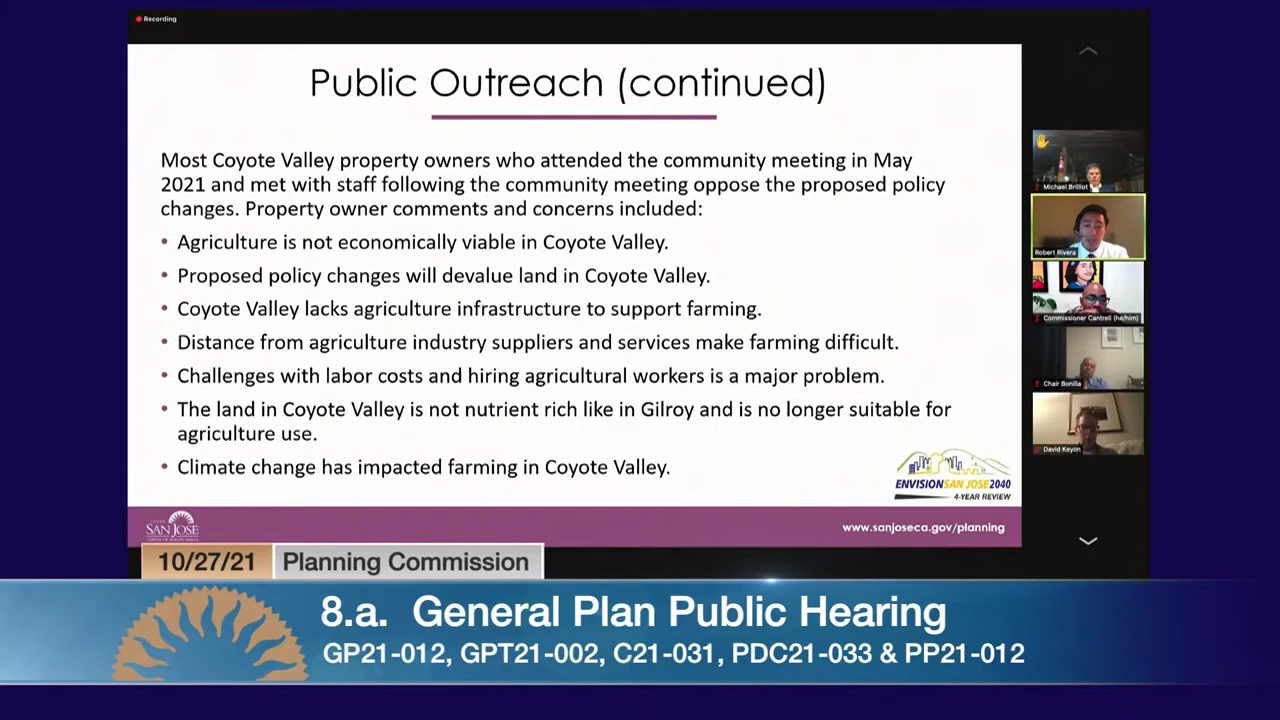 Recording
Public Outreach (continued)
Most Coyote Valley property owners who attended the community meeting in May
2021 and met with staff following the community meeting oppose the proposed policy
changes. Property owner comments and concerns included:
• Agriculture is not economically viable in Coyote Valley.
• Proposed policy changes will devalue land in Coyote Valley.
• Coyote Valley lacks agriculture infrastructure to support farming.
• Distance from agriculture industry suppliers and services make farming difficult.
• Challenges with labor costs and hiring agricultural workers is a major problem.
• The land in Coyote Valley is not nutrient rich like in Gilroy and is no longer suitable for
agriculture use.
• Climate change has impacted farming in Coyote Valley.
ENVISION SAN JOSE 2040
4-YEAR REVIEW
CITY OF
SAN JOSE
CAPITAL OF SILICON VALLEY
www.sanjoseca.gov/planning
Michael Brilliot
Robert Rivera
Commissioner Cantrell (he/him)
Chair Bonilla
David Keyon
10/27/21 Planning Commission
8.a. General Plan Public Hearing
GP21-012, GPT21-002, C21-031, PDC21-033 & PP21-012